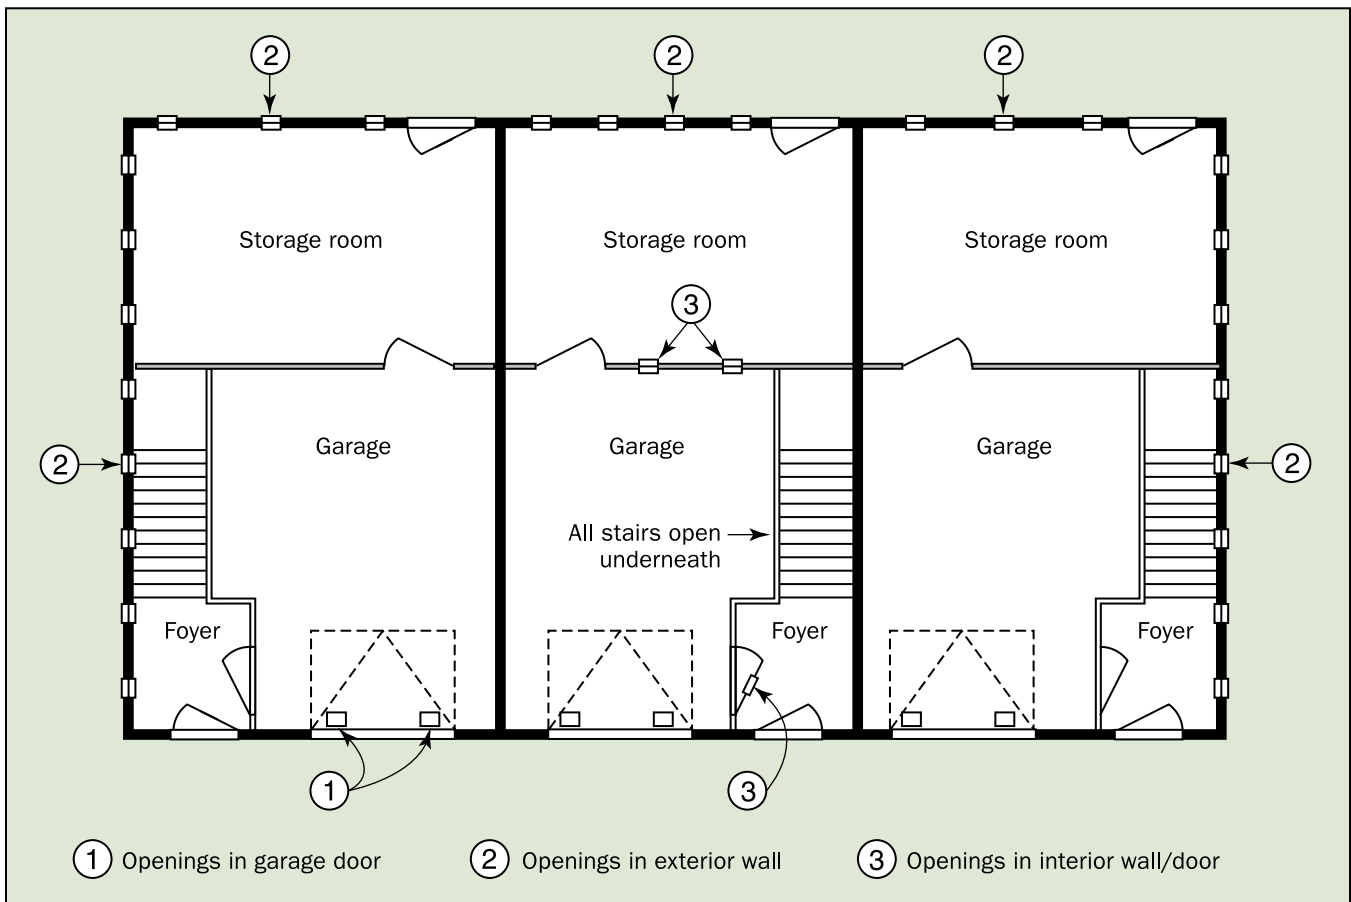 2
2
2
Storage room
Storage room
Storage room
3
Garage
Garage
Garage
2
2
All stairs open
underneath
Foyer
Foyer
Foyer
1
3
1 Openings in garage door
2 Openings in exterior wall
3 Openings in interior wall/door